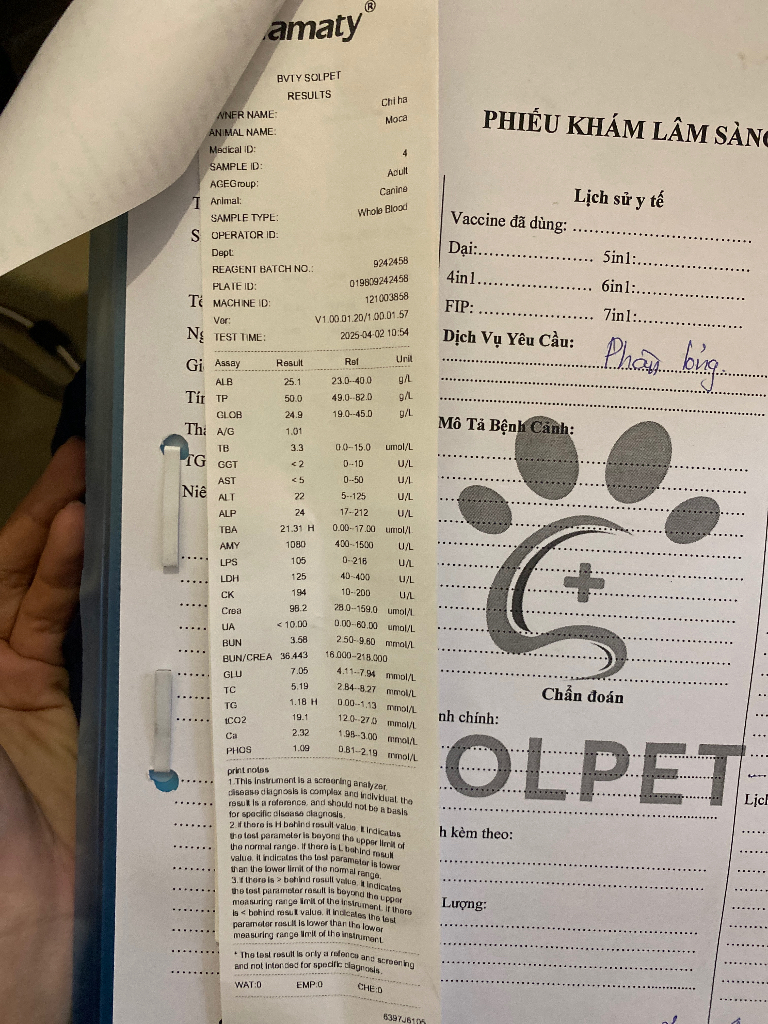 amaty®
BVTY SOLPET
RESULTS
OWNER NAME: Chi ha
ANIMAL NAME: Moca
Medical ID:
SAMPLE ID: 4
AGEGroup: Adult
Animal: Canine
SAMPLE TYPE: Whole Blood
OPERATOR ID:
Dept:
REAGENT BATCH NO.: 9242458
PLATE ID: 019809242458
MACHINE ID: 121003858
Ver: V1.00.01.20/1.00.01.57
TEST TIME: 2025-04-02 10:54
Assay Result Ref Unit
ALB 25.1 23.0--40.0 g/L
TP 50.0 49.0--82.0 g/L
GLOB 24.9 19.0--45.0 g/L
A/G 1.01
TB 3.3 0.0--15.0 umol/L
GGT <2 0--10 U/L
AST <5 0--50 U/L
ALT 22 5--125 U/L
ALP 24 17--212 U/L
TBA 21.31 H 0.00--17.00 umol/L
AMY 1080 400--1500 U/L
LPS 105 0--216 U/L
LDH 125 40--400 U/L
CK 194 10--200 U/L
Crea 98.2 28.0--159.0 umol/L
UA <10.00 0.00--60.00 umol/L
BUN 3.58 2.50--9.60 mmol/L
BUN/CREA 36.443 16.000--218.000
GLU 7.05 4.11--7.94 mmol/L
TC 5.19 2.84--8.27 mmol/L
TG 1.18 H 0.00--1.13 mmol/L
tCO2 19.1 12.0--27.0 mmol/L
Ca 2.32 1.98--3.00 mmol/L
PHOS 1.09 0.81--2.19 mmol/L
print notes
1.This instrument is a screening analyzer,
disease diagnosis is complex and individual, the
result is a reference, and should not be a basis
for specific disease diagnosis.
2.If there is H behind result value, it indicates
the test parameter is beyond the upper limit of
the normal range. If there is L behind result
value, it indicates the test parameter is lower
than the lower limit of the normal range.
3.If there is > behind result value, it indicates
the test parameter result is beyond the upper
measuring range limit of the instrument, if there
is < behind result value, it indicates the test
parameter result is lower than the lower
measuring range limit of the instrument.
* The test result is only a refence and screening
and not intended for specific diagnosis.
WAT:0 EMP:0 CHE:0
6397J6105
PHIẾU KHÁM LÂM SÀNG
Lịch sử y tế
Vaccine đã dùng:
Dại: 5in1:
4in1 6in1:
FIP: 7in1:
Dịch Vụ Yêu Cầu:
Mô Tả Bệnh Cảnh:
Chẩn đoán
nh chính:
OLPET
h kèm theo:
Lượng:
Lịch